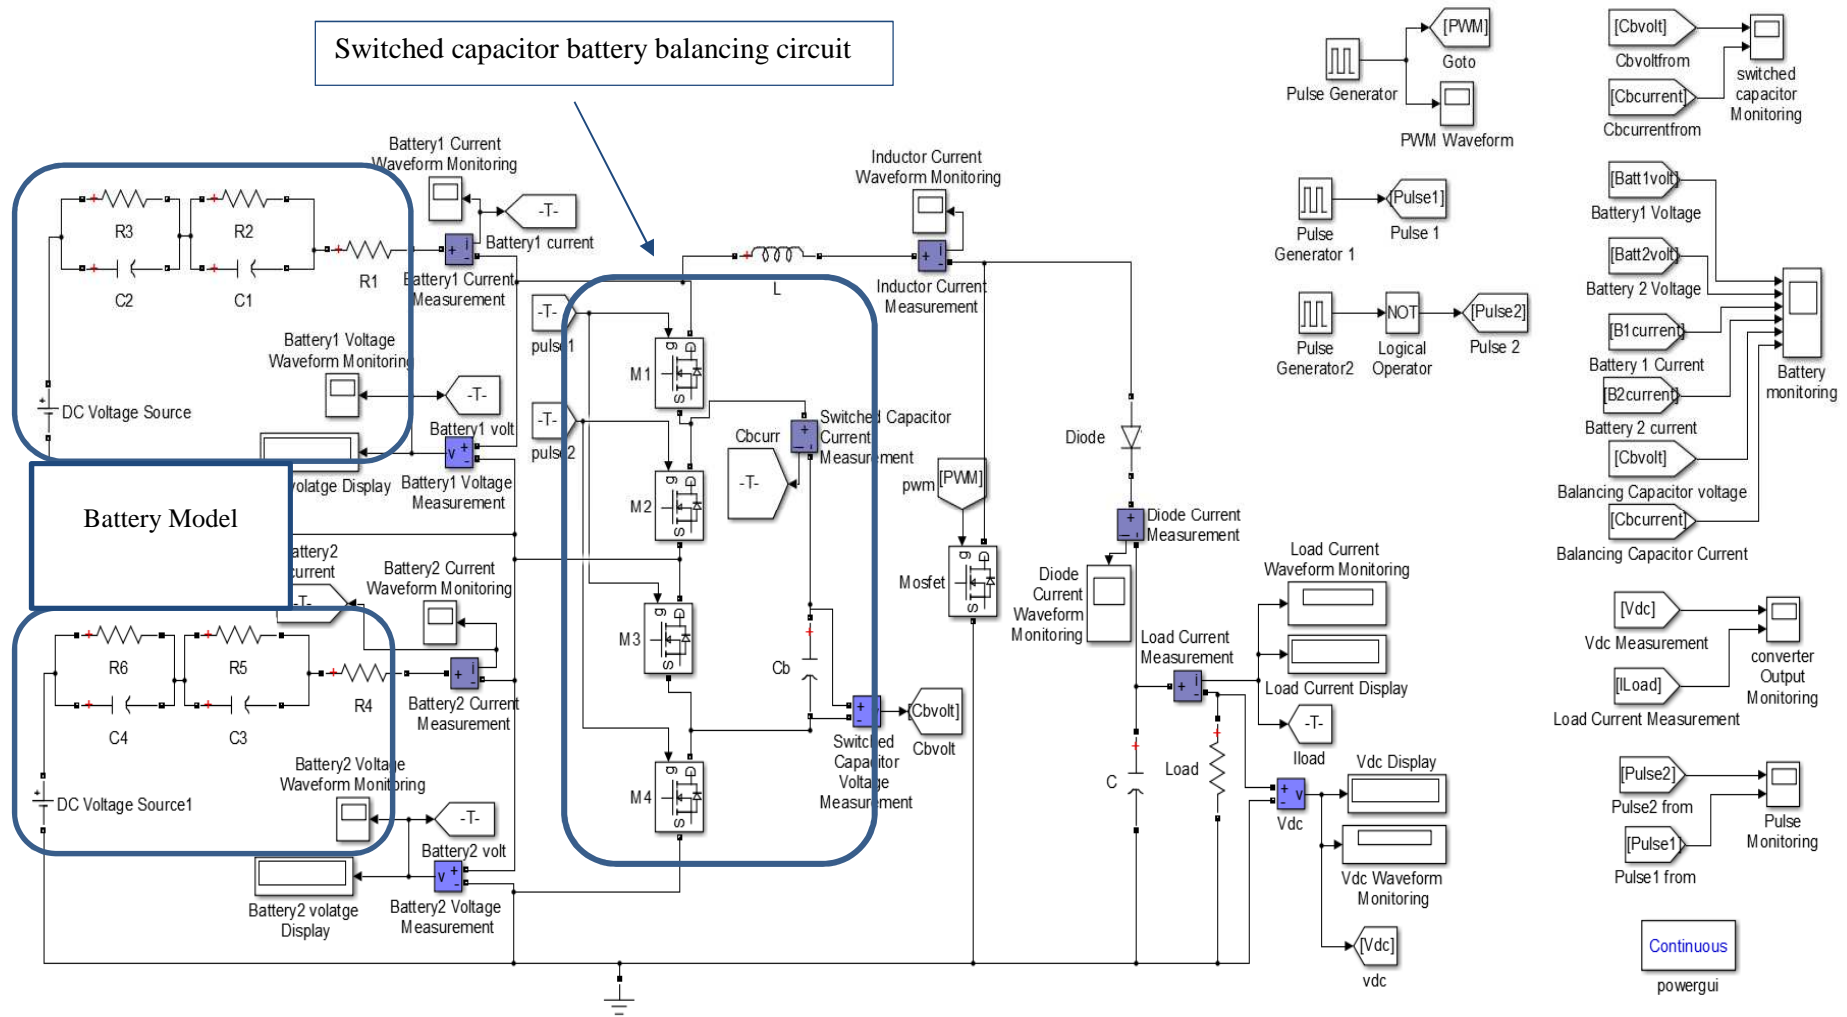 Switched capacitor battery balancing circuit
Battery1 Current
Waveform Monitoring
-T-
Battery1 current
+ i
-
Battery1 Current
Measurement
R3
C2
R2
C1
R1
DC Voltage Source
Battery1 Voltage
Waveform Monitoring
-T-
Battery1 volt
v +
-
Battery1 Voltage
Measurement
volatge Display
Battery Model
attery2
current
-T-
Battery2 Current
Waveform Monitoring
+ i
-
Battery2 Current
Measurement
R6
C4
R5
C3
R4
DC Voltage Source1
Battery2 Voltage
Waveform Monitoring
-T-
Battery2 volt
v +
-
Battery2 Voltage
Measurement
Battery2 volatge
Display
-T-
pulse1
-T-
pulse2
g D
M1
S
g D
M2
S
g D
M3
S
g D
M4
S
Cbcurr
-T-
Switched Capacitor
Current
Measurement
Cb
Switched
Capacitor
Voltage
Measurement
[Cbvolt]
Cbvolt
L
Inductor Current
Waveform Monitoring
+ i
-
Inductor Current
Measurement
pwm
[PWM]
g D
Mosfet
S
Diode
Diode Current
Measurement
Diode
Current
Waveform
Monitoring
Load Current
Measurement
Load Current
Waveform Monitoring
Load Current Display
-T-
Iload
C
Load
+ v
-
Vdc
Vdc Display
Vdc Waveform
Monitoring
[Vdc]
vdc
Pulse Generator
[PWM]
Goto
PWM Waveform
Pulse
Generator 1
[Pulse1]
Pulse 1
Pulse
Generator2
NOT
Logical
Operator
[Pulse2]
Pulse 2
[Cbvolt]
Cbvoltfrom
[Cbcurrent]
Cbcurrentfrom
switched
capacitor
Monitoring
[Batt1volt]
Battery1 Voltage
[Batt2volt]
Battery 2 Voltage
[B1current]
Battery 1 Current
[B2current]
Battery 2 current
[Cbvolt]
Balancing Capacitor voltage
[Cbcurrent]
Balancing Capacitor Current
Battery
monitoring
[Vdc]
Vdc Measurement
[ILoad]
Load Current Measurement
converter
Output
Monitoring
[Pulse2]
Pulse2 from
[Pulse1]
Pulse1 from
Pulse
Monitoring
Continuous
powergui